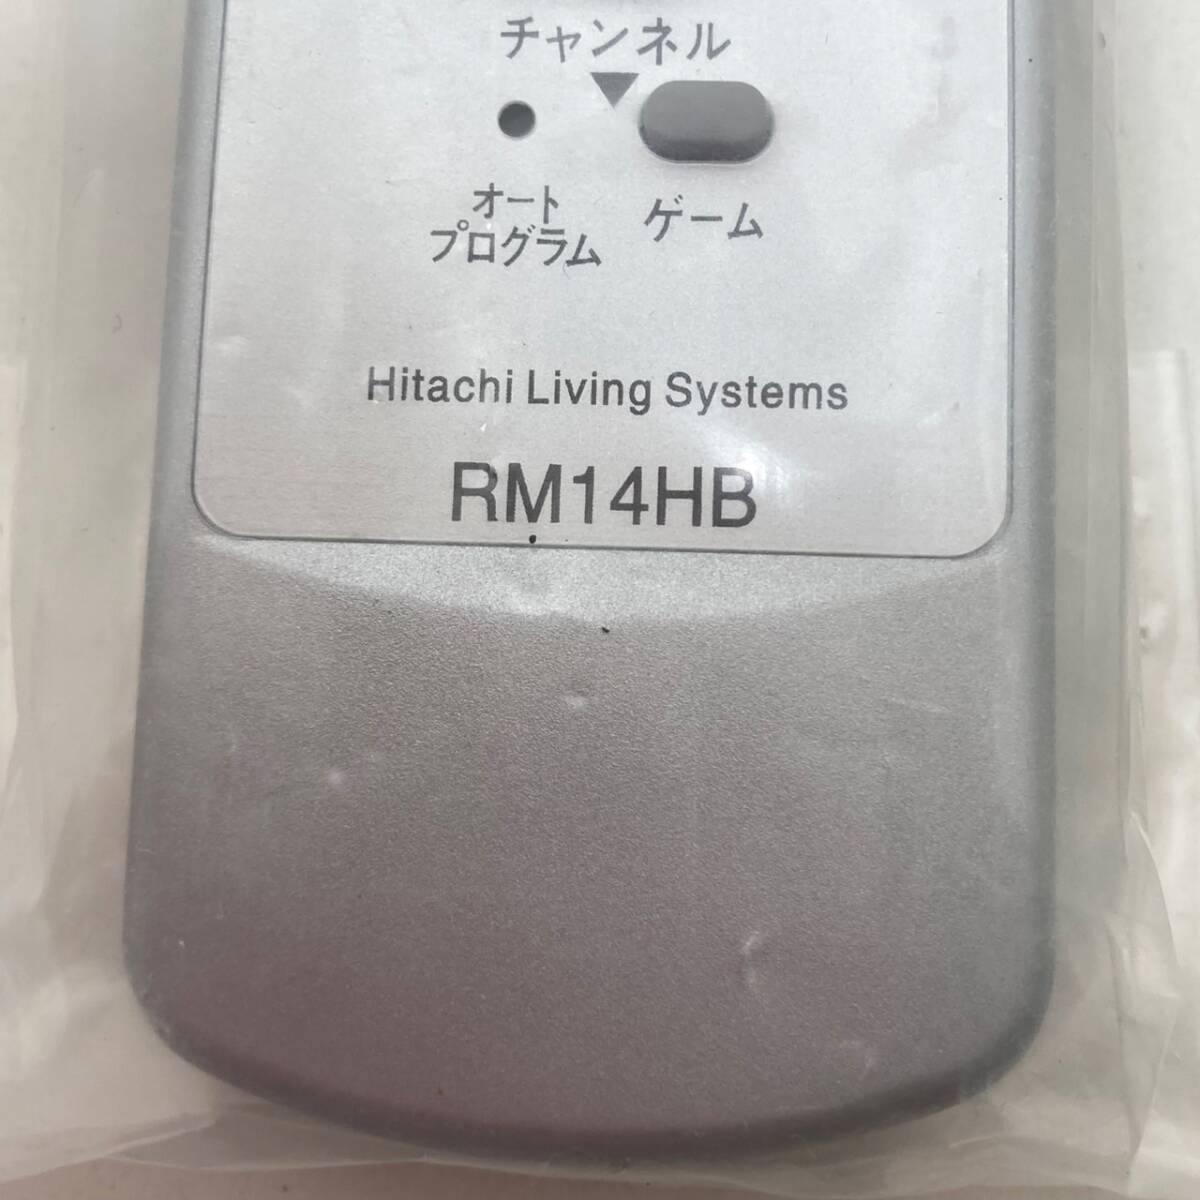 チャンネル
オート
プログラム
ゲーム
Hitachi Living Systems
RM14HB